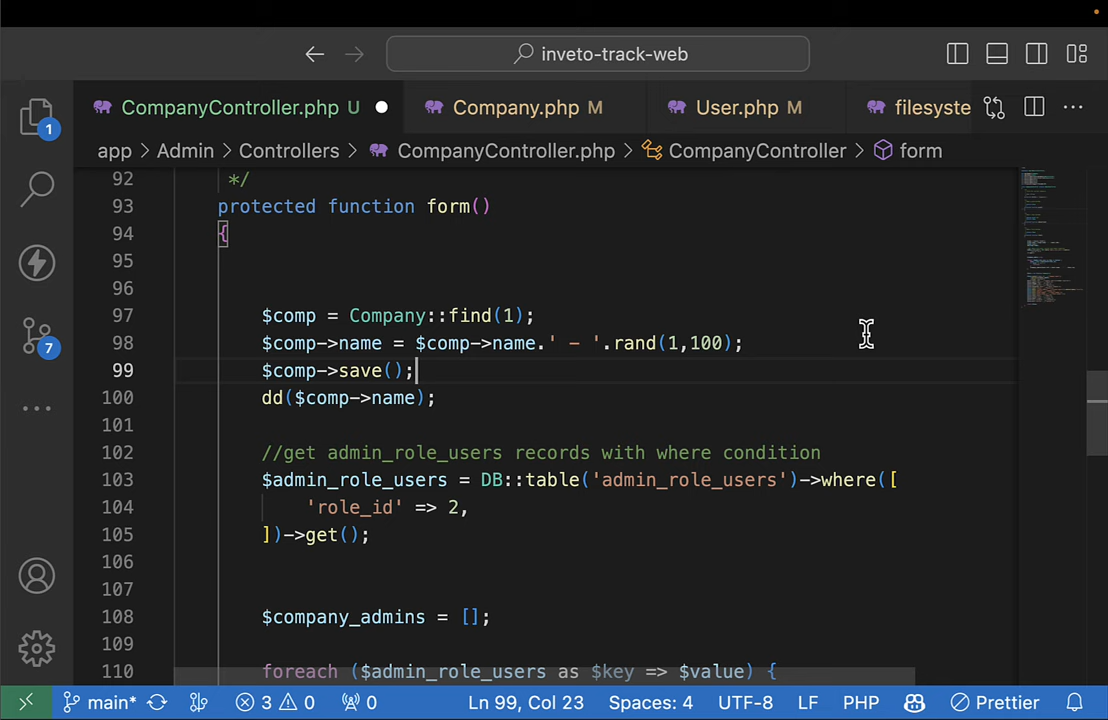 inveto-track-web
CompanyController.php U
Company.php M
User.php M
filesyste
app > Admin > Controllers > CompanyController.php > CompanyController > form
1
7
92 */
93 protected function form()
94 {
95
96
97 $comp = Company::find(1);
98 $comp->name = $comp->name.' - '.rand(1,100);
99 $comp->save();
100 dd($comp->name);
101
102 //get admin_role_users records with where condition
103 $admin_role_users = DB::table('admin_role_users')->where([
104 'role_id' => 2,
105 ])->get();
106
107
108 $company_admins = [];
109
110 foreach ($admin_role_users as $key => $value) {
main* 3 0 0 Ln 99, Col 23 Spaces: 4 UTF-8 LF PHP Prettier